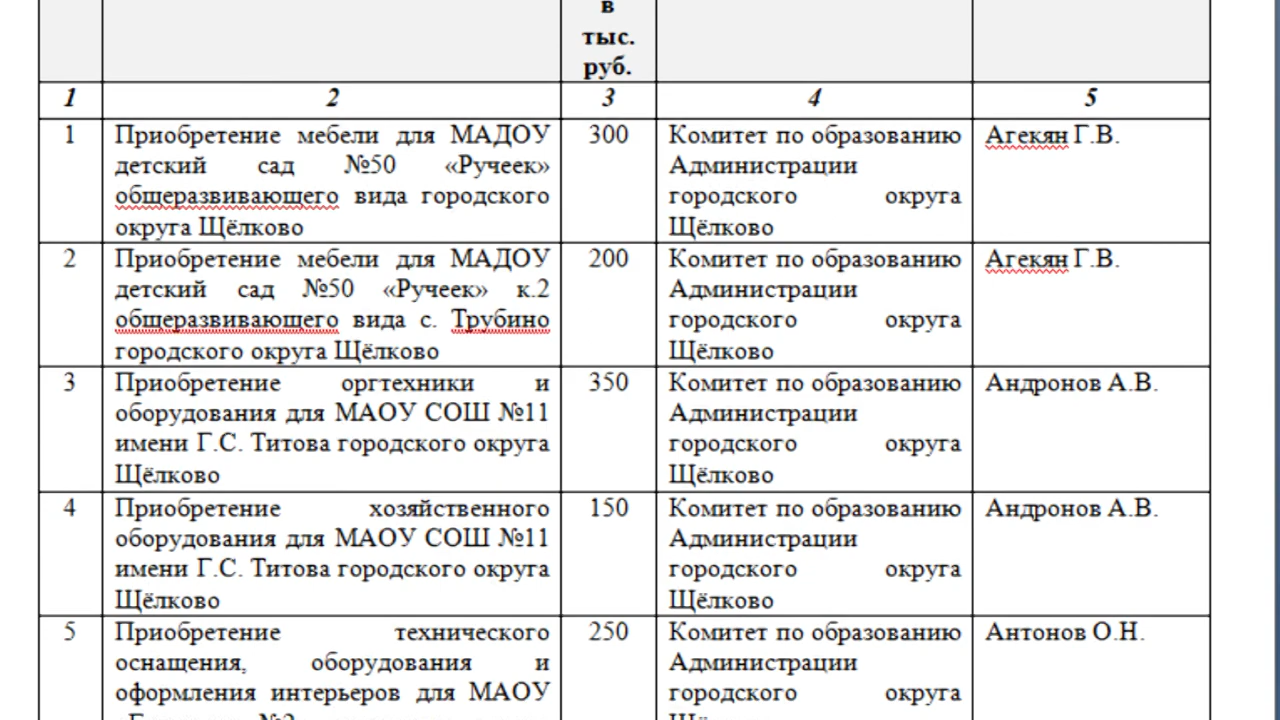 в
тыс.
руб.
1 2 3 4 5
1 Приобретение мебели для МАДОУ 300 Комитет по образованию Агекян Г.В.
детский сад №50 «Ручеек» Администрации
общеразвивающего вида городского городского округа
округа Щёлково Щёлково
2 Приобретение мебели для МАДОУ 200 Комитет по образованию Агекян Г.В.
детский сад №50 «Ручеек» к.2 Администрации
общеразвивающего вида с. Трубино городского округа
городского округа Щёлково Щёлково
3 Приобретение оргтехники и 350 Комитет по образованию Андронов А.В.
оборудования для МАОУ СОШ №11 Администрации
имени Г.С. Титова городского округа городского округа
Щёлково Щёлково
4 Приобретение хозяйственного 150 Комитет по образованию Андронов А.В.
оборудования для МАОУ СОШ №11 Администрации
имени Г.С. Титова городского округа городского округа
Щёлково Щёлково
5 Приобретение технического 250 Комитет по образованию Антонов О.Н.
оснащения, оборудования и Администрации
оформления интерьеров для МАОУ городского округа